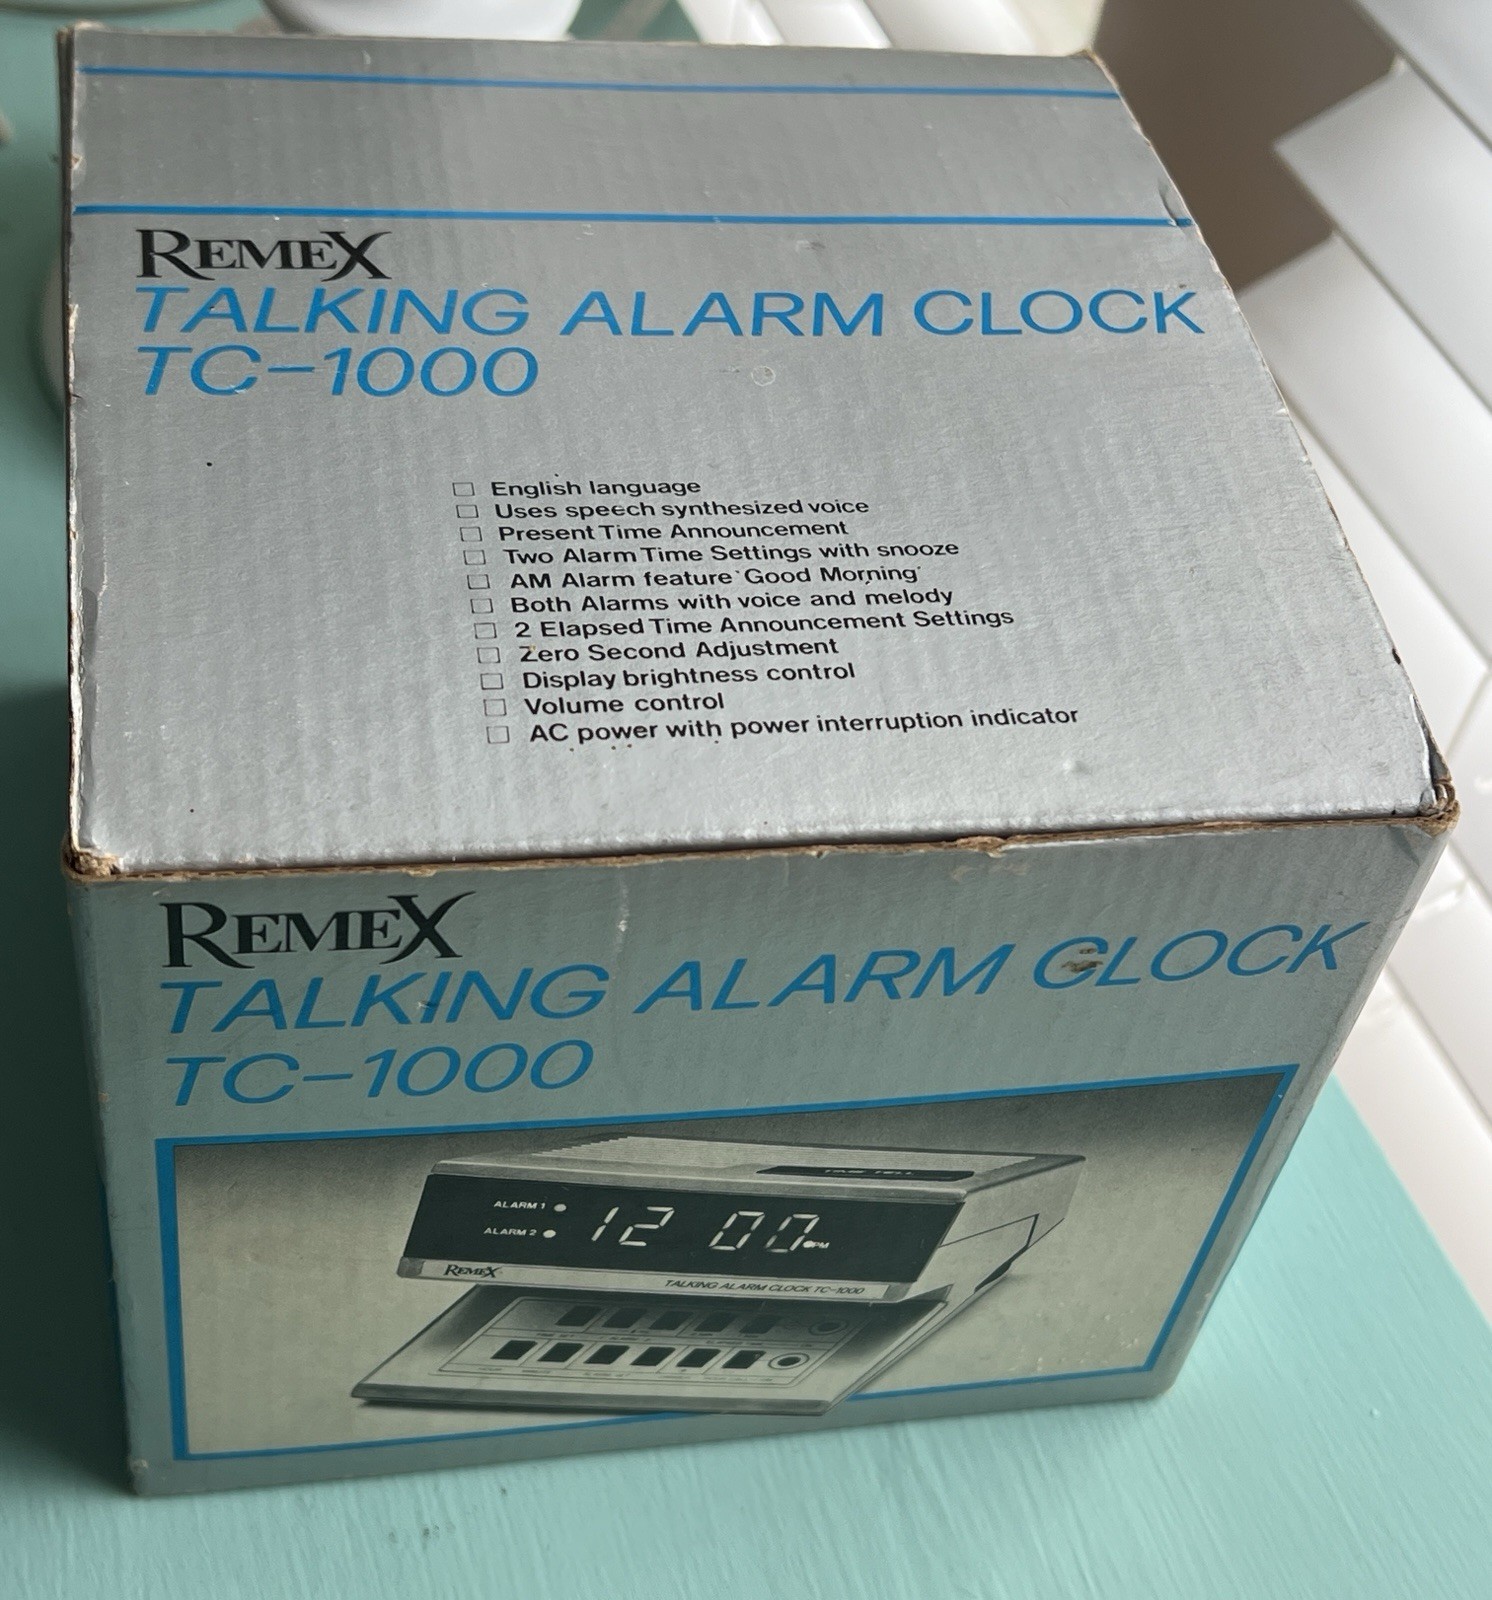 REMEX
TALKING ALARM CLOCK
TC-1000
English language
Uses speech synthesized voice
Present Time Announcement
Two Alarm Time Settings with snooze
AM Alarm feature 'Good Morning'
Both Alarms with voice and melody
2 Elapsed Time Announcement Settings
Zero Second Adjustment
Display brightness control
Volume control
AC power with power interruption indicator
REMEX
TALKING ALARM CLOCK
TC-1000
TIME TELL
ALARM 1
ALARM 2
12 00
PM
REMEX
TALKING ALARM CLOCK TC-1000